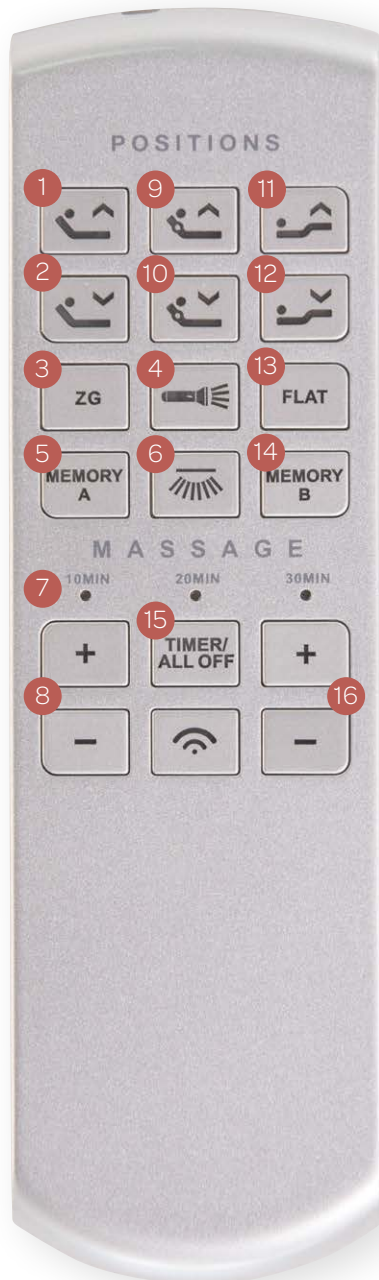 POSITIONS
1 9 11
2 10 12
3 4 13
ZG FLAT
5 6 14
MEMORY A MEMORY B
MASSAGE
7 10MIN 20MIN 30MIN
15
+ TIMER/ ALL OFF +
8 16
- -